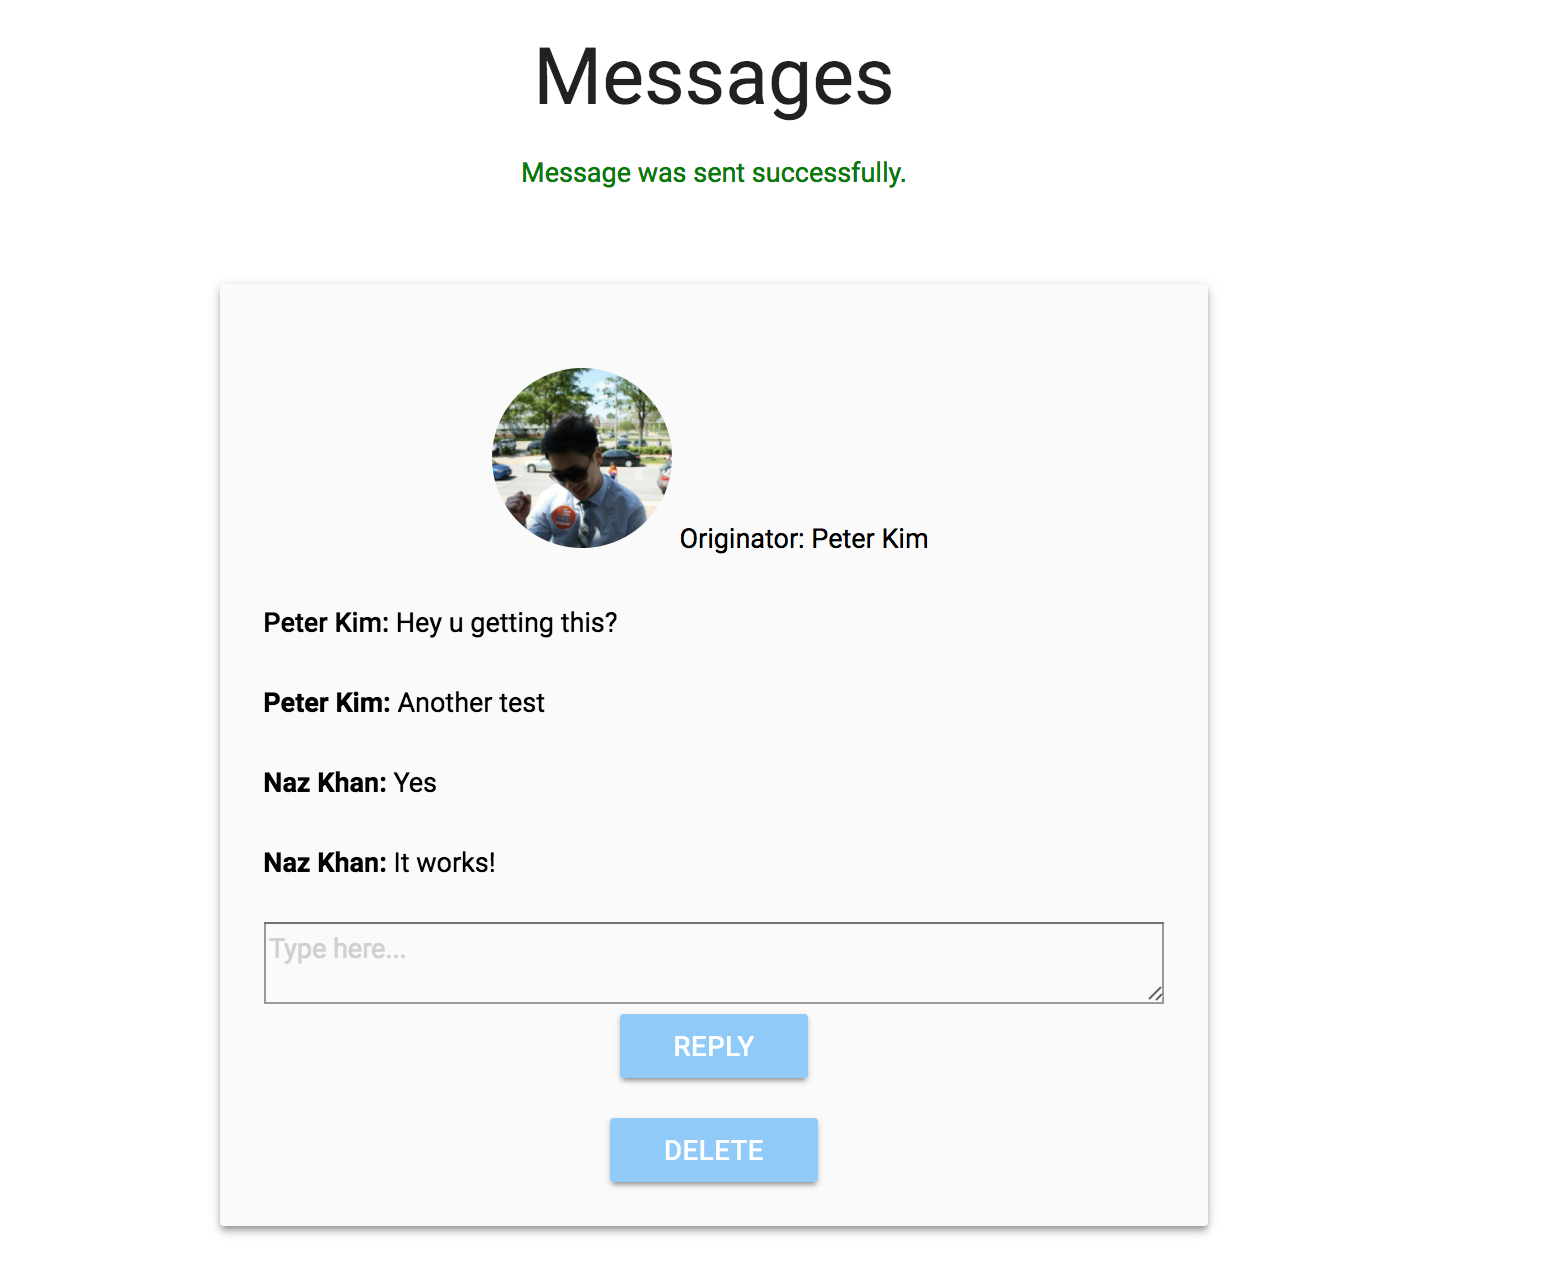 Messages
Message was sent successfully.
Originator: Peter Kim
Peter Kim: Hey u getting this?
Peter Kim: Another test
Naz Khan: Yes
Naz Khan: It works!
Type here...
REPLY
DELETE